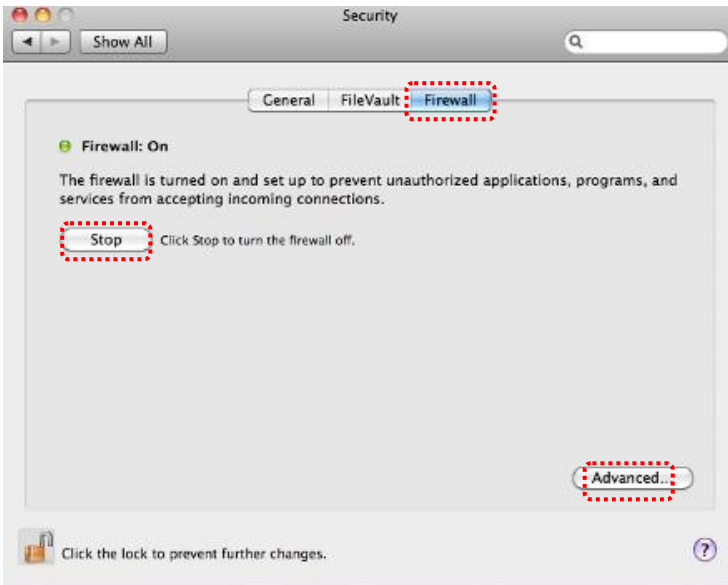 Security
Show All
General FileVault Firewall
Firewall: On
The firewall is turned on and set up to prevent unauthorized applications, programs, and
services from accepting incoming connections.
Stop Click Stop to turn the firewall off.
Advanced...
Click the lock to prevent further changes.
?